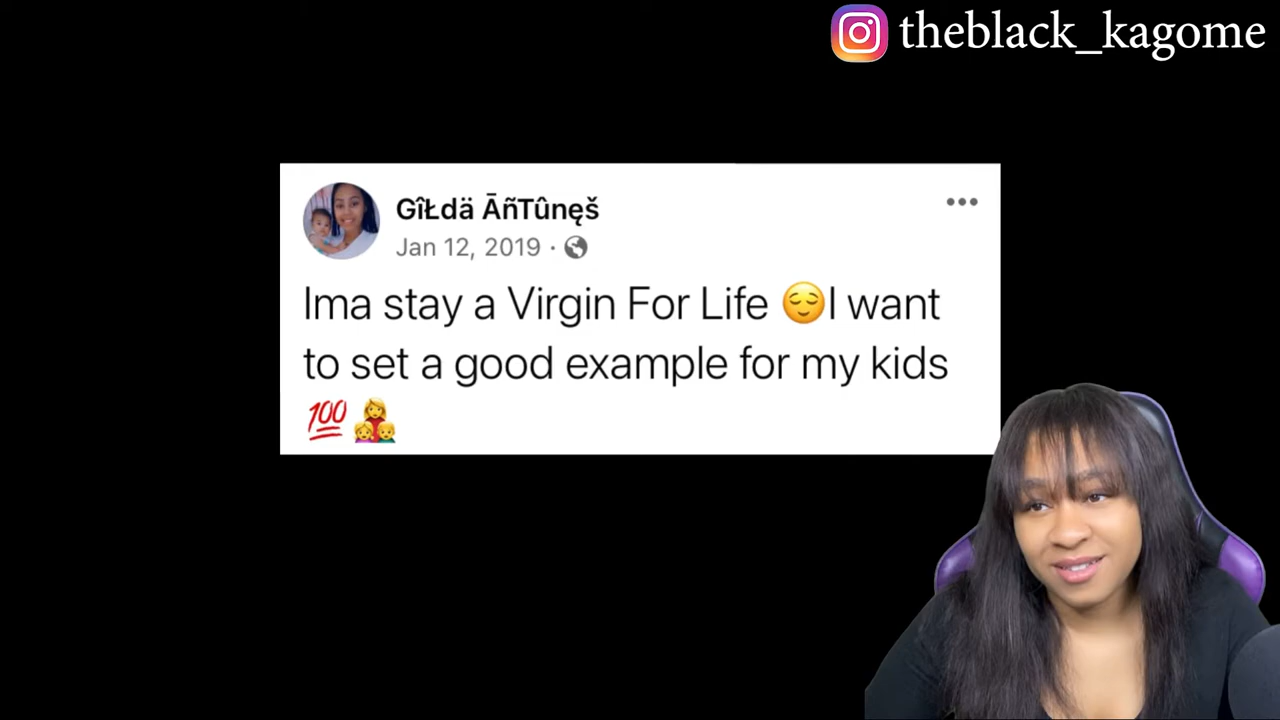 theblack_kagome
GîŁdä ĀñTûnęš
Jan 12, 2019 ·
Ima stay a Virgin For Life 😌I want
to set a good example for my kids
💯👩‍👧‍👦